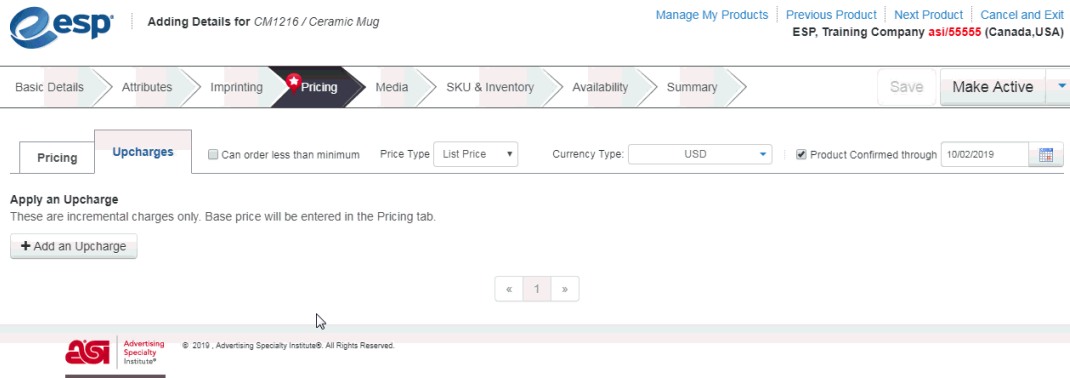 esp
Adding Details for CM1216 / Ceramic Mug
Manage My Products Previous Product Next Product Cancel and Exit
ESP, Training Company asi/55555 (Canada,USA)
Basic Details Attributes Imprinting Pricing Media SKU & Inventory Availability Summary Save Make Active
Pricing Upcharges Can order less than minimum Price Type List Price Currency Type: USD Product Confirmed through 10/02/2019
Apply an Upcharge
These are incremental charges only. Base price will be entered in the Pricing tab.
+ Add an Upcharge
« 1 »
asi Advertising Specialty Institute® © 2019 , Advertising Specialty Institute®. All Rights Reserved.